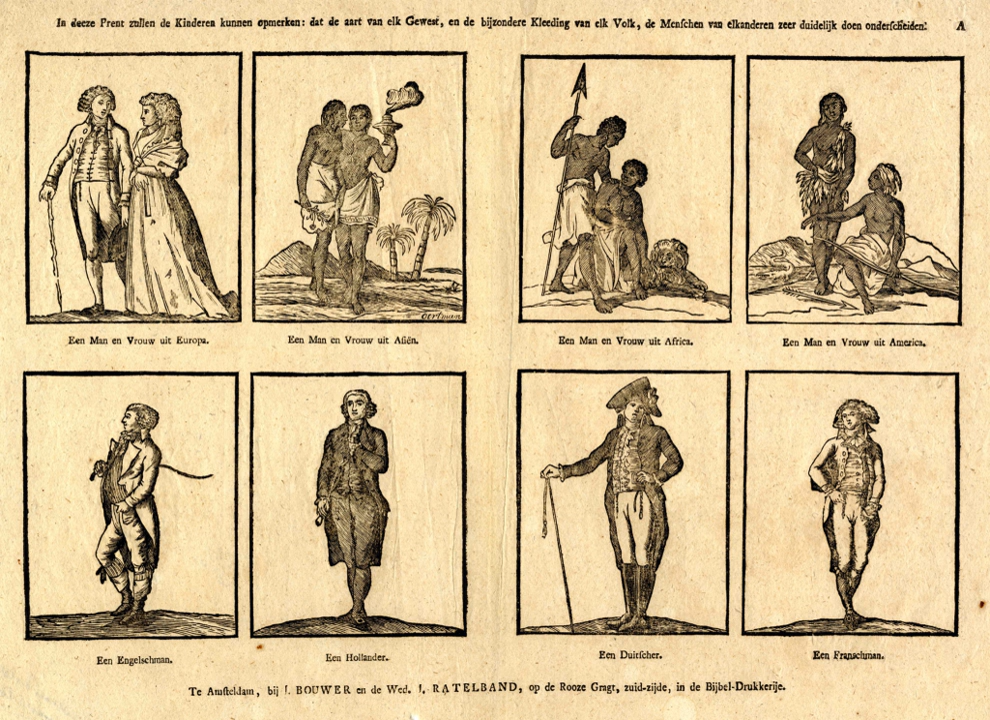 In deeze Prent zullen de Kinderen kunnen opmerken: dat de aart van elk Gewest, en de bijzondere Kleeding van elk Volk, de Menſchen van elkanderen zeer duidelijk doen onderſcheiden. A
Een Man en Vrouw uit Europa.
Een Man en Vrouw uit Aſiën.
Een Man en Vrouw uit Africa.
Een Man en Vrouw uit America.
Oortman
Een Engelschman.
Een Hollander.
Een Duitſcher.
Een Franschman.
Te Amſteldam, bij J. BOUWER en de Wed. J. RATELBAND, op de Rooze Gragt, zuid-zijde, in de Bijbel-Drukkerije.